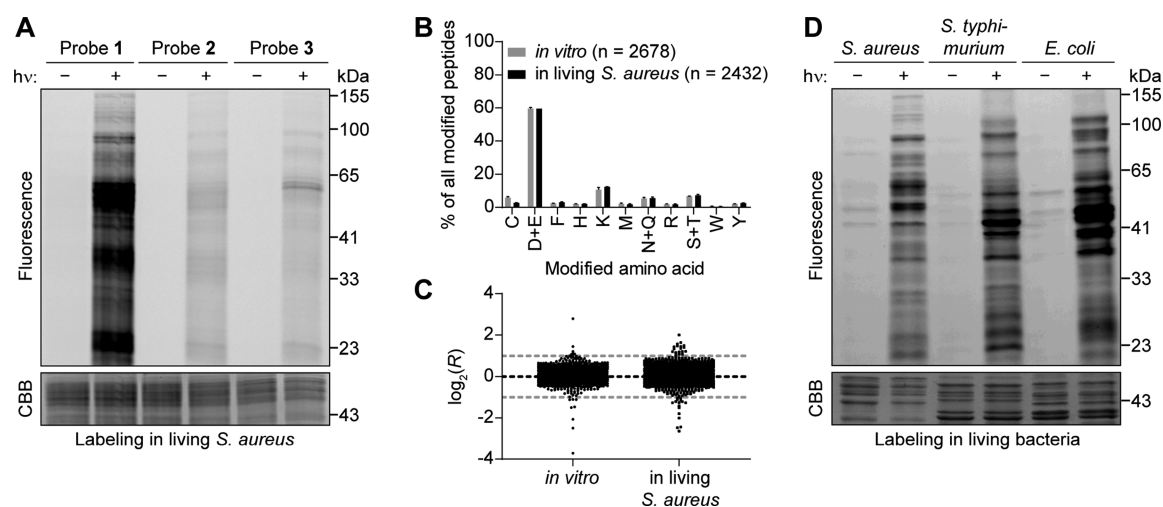 A
Probe 1 Probe 2 Probe 3
hν: – + – + – + kDa
155
100
65
41
33
23
Fluorescence
CBB
43
Labeling in living S. aureus
B
% of all modified peptides
100
80
60
40
20
0
in vitro (n = 2678)
in living S. aureus (n = 2432)
C D+E F H K M N+Q R S+T W Y
Modified amino acid
C
log2(R)
4
2
0
-2
-4
in vitro
in living
S. aureus
D
S. aureus
S. typhi-
murium
E. coli
hν: – + – + – + kDa
155
100
65
41
33
23
Fluorescence
CBB
43
Labeling in living bacteria